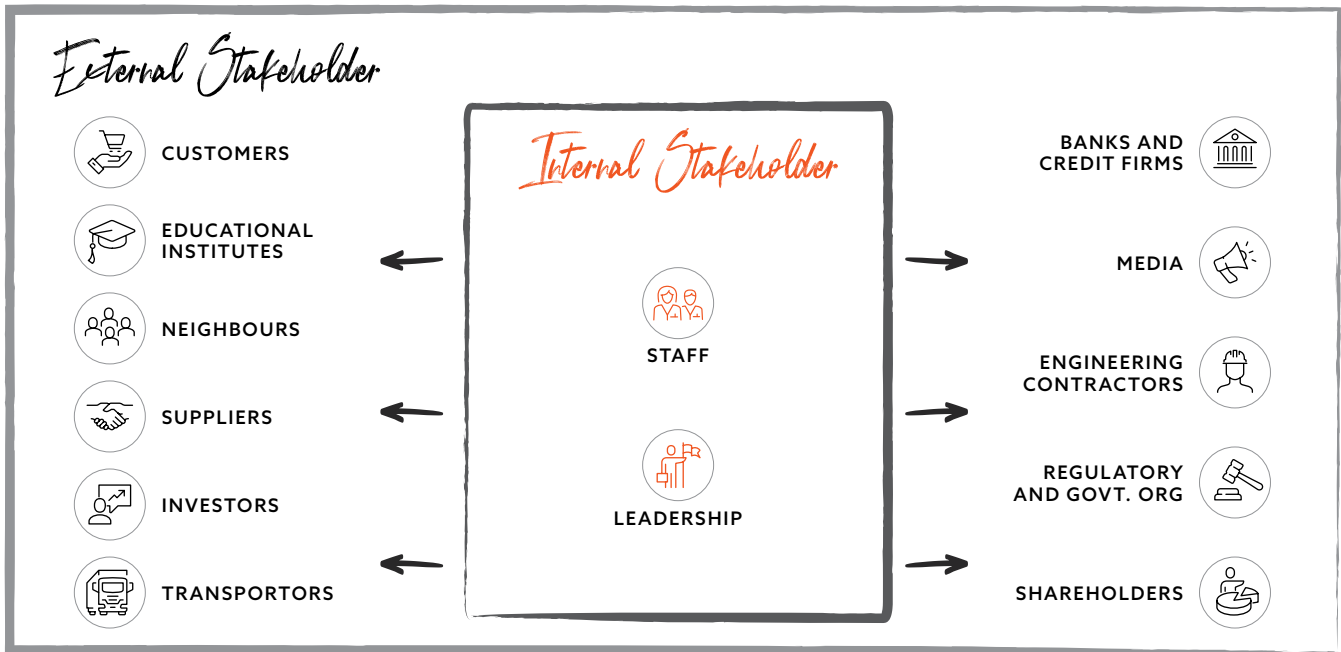 External Stakeholder
CUSTOMERS
EDUCATIONAL
INSTITUTES
NEIGHBOURS
SUPPLIERS
INVESTORS
TRANSPORTORS
Internal Stakeholder
STAFF
LEADERSHIP
BANKS AND
CREDIT FIRMS
MEDIA
ENGINEERING
CONTRACTORS
REGULATORY
AND GOVT. ORG
SHAREHOLDERS